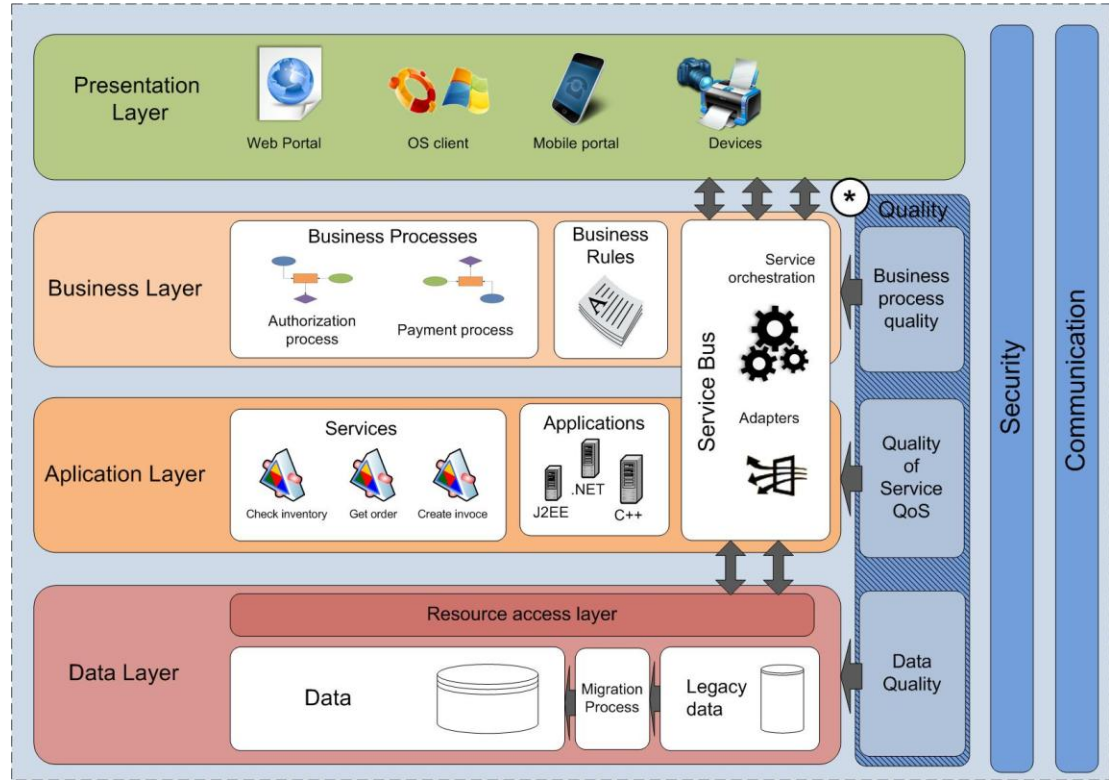 Presentation
Layer
Web Portal
OS client
Mobile portal
Devices
*
Quality
Business Layer
Business Processes
Authorization
process
Payment process
Business
Rules
A
Service Bus
Service
orchestration
Adapters
Business
process
quality
Aplication Layer
Services
Check inventory
Get order
Create invoce
Applications
J2EE
.NET
C++
Quality
of
Service
QoS
Data Layer
Resource access layer
Data
Migration
Process
Legacy
data
Data
Quality
Security
Communication